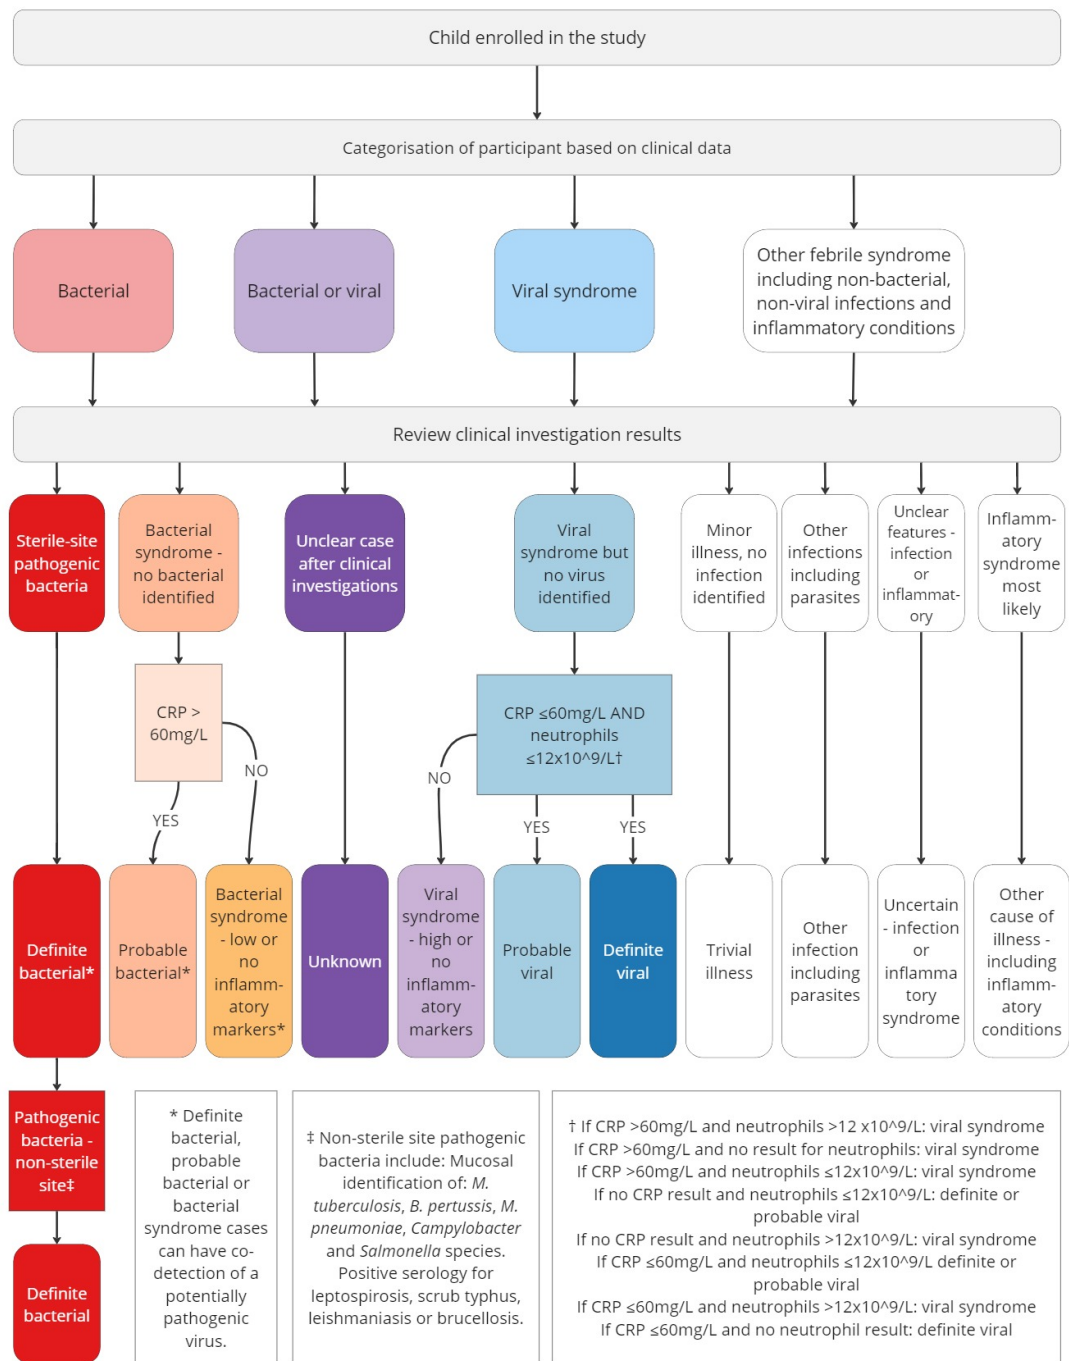 Child enrolled in the study
Categorisation of participant based on clinical data
Bacterial
Bacterial or viral
Viral syndrome
Other febrile syndrome
including non-bacterial,
non-viral infections and
inflammatory conditions
Review clinical investigation results
Sterile-site
pathogenic
bacteria
Bacterial
syndrome -
no bacterial
identified
Unclear case
after clinical
investigations
Viral
syndrome but
no virus
identified
Minor
illness, no
infection
identified
Other
infections
including
parasites
Unclear
features -
infection
or
inflammat-
ory
Inflamm-
atory
syndrome
most
likely
CRP >
60mg/L
CRP ≤60mg/L AND
neutrophils
≤12x10^9/L†
NO
NO
YES
YES
YES
Definite
bacterial*
Probable
bacterial*
Bacterial
syndrome
- low or
no
inflamm-
atory
markers*
Unknown
Viral
syndrome
- high or
no
inflamm-
atory
markers
Probable
viral
Definite
viral
Trivial
illness
Other
infection
including
parasites
Uncertain
- infection
or
inflamma
tory
syndrome
Other
cause of
illness -
including
inflamm-
atory
conditions
Pathogenic
bacteria -
non-sterile
site‡
Definite
bacterial
* Definite
bacterial,
probable
bacterial or
bacterial
syndrome cases
can have co-
detection of a
potentially
pathogenic
virus.
‡ Non-sterile site pathogenic
bacteria include: Mucosal
identification of: M.
tuberculosis, B. pertussis, M.
pneumoniae, Campylobacter
and Salmonella species.
Positive serology for
leptospirosis, scrub typhus,
leishmaniasis or brucellosis.
† If CRP >60mg/L and neutrophils >12 x10^9/L: viral syndrome
If CRP >60mg/L and no result for neutrophils: viral syndrome
If CRP >60mg/L and neutrophils ≤12x10^9/L: viral syndrome
If no CRP result and neutrophils ≤12x10^9/L: definite or
probable viral
If no CRP result and neutrophils >12x10^9/L: viral syndrome
If CRP ≤60mg/L and neutrophils ≤12x10^9/L definite or
probable viral
If CRP ≤60mg/L and neutrophils >12x10^9/L: viral syndrome
If CRP ≤60mg/L and no neutrophil result: definite viral